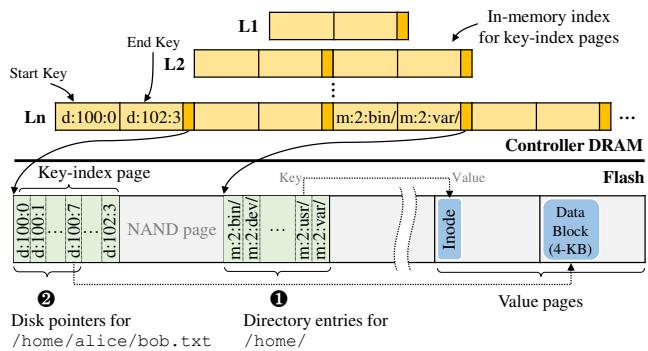 L1
In-memory index
for key-index pages
End Key
L2
Start Key
⋮
Ln
d:100:0
d:102:3
m:2:bin/
m:2:var/
...
Controller DRAM
Key-index page
Key
Value
Flash
d:100:0
d:100:1
...
d:100:7
...
d:102:3
NAND page
m:2:bin/
m:2:dev/
...
m:2:usr/
m:2:var/
Inode
Data
Block
(4-KB)
❷
❶
Value pages
Disk pointers for
/home/alice/bob.txt
Directory entries for
/home/